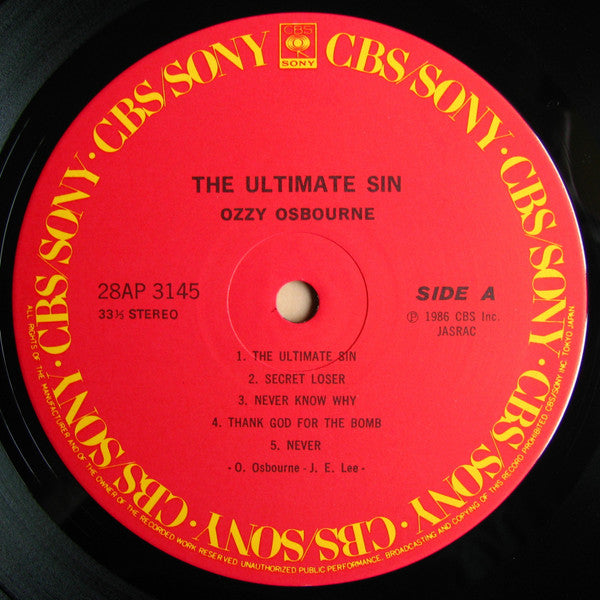 CBS
SONY
CBS/SONY · CBS/SONY · CBS/SONY · CBS/SONY · CBS/SONY · CBS/SONY · CBS/SONY · CBS/SONY
THE ULTIMATE SIN
OZZY OSBOURNE
28AP 3145
33⅓ STEREO
SIDE A
Ⓟ 1986 CBS Inc.
JASRAC
1. THE ULTIMATE SIN
2. SECRET LOSER
3. NEVER KNOW WHY
4. THANK GOD FOR THE BOMB
5. NEVER
- O. Osbourne - J. E. Lee -
ALL RIGHTS OF THE MANUFACTURER AND OF THE OWNER OF THE RECORDED WORK RESERVED UNAUTHORIZED PUBLIC PERFORMANCE, BROADCASTING AND COPYING OF THIS RECORD PROHIBITED CBS/SONY INC. TOKYO JAPAN